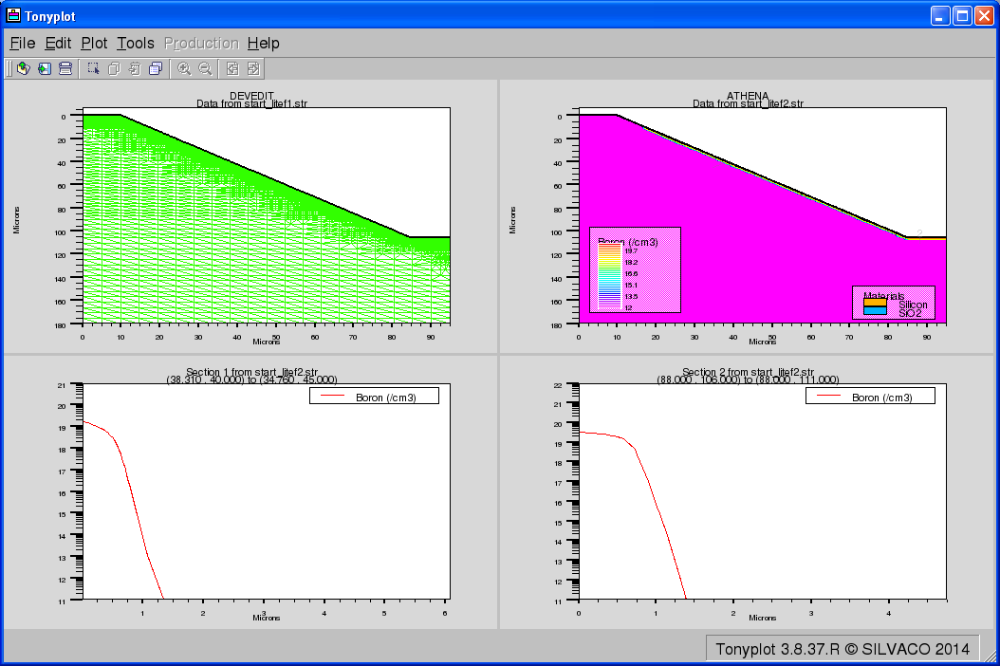 Tonyplot
File Edit Plot Tools Production Help
DEVEDIT
Data from start_litef1.str
0
20
40
60
80
100
120
140
160
180
Microns
0 10 20 30 40 50 60 70 80 90
Microns
ATHENA
Data from start_litef2.str
0
20
40
60
80
100
120
140
160
180
Microns
2
Boron (/cm3)
19.7
18.2
16.6
15.1
13.5
12
Materials
Silicon
SiO2
0 10 20 30 40 50 60 70 80 90
Microns
Section 1 from start_litef2.str
(38.310 , 40.000) to (34.760 , 45.000)
Boron (/cm3)
21
20
19
18
17
16
15
14
13
12
11
1 2 3 4 5 6
Microns
Section 2 from start_litef2.str
(88.000 , 106.000) to (88.000 , 111.000)
Boron (/cm3)
22
21
20
19
18
17
16
15
14
13
12
11
0 1 2 3 4
Microns
Tonyplot 3.8.37.R © SILVACO 2014